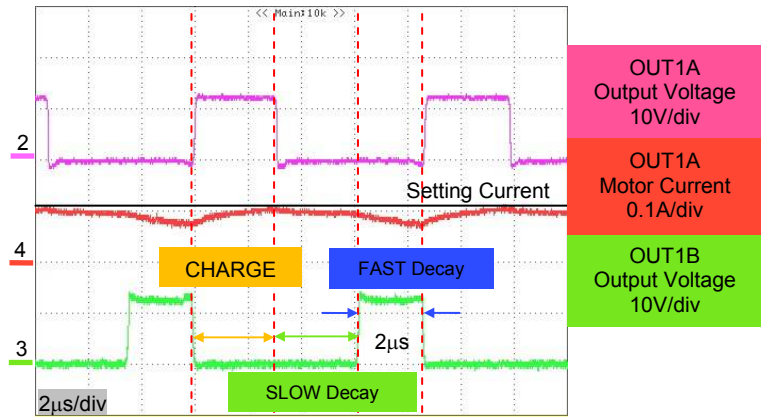 << Main:10k >>
2
4
3
Setting Current
CHARGE
FAST Decay
2µs
SLOW Decay
2µs/div
OUT1A
Output Voltage
10V/div
OUT1A
Motor Current
0.1A/div
OUT1B
Output Voltage
10V/div